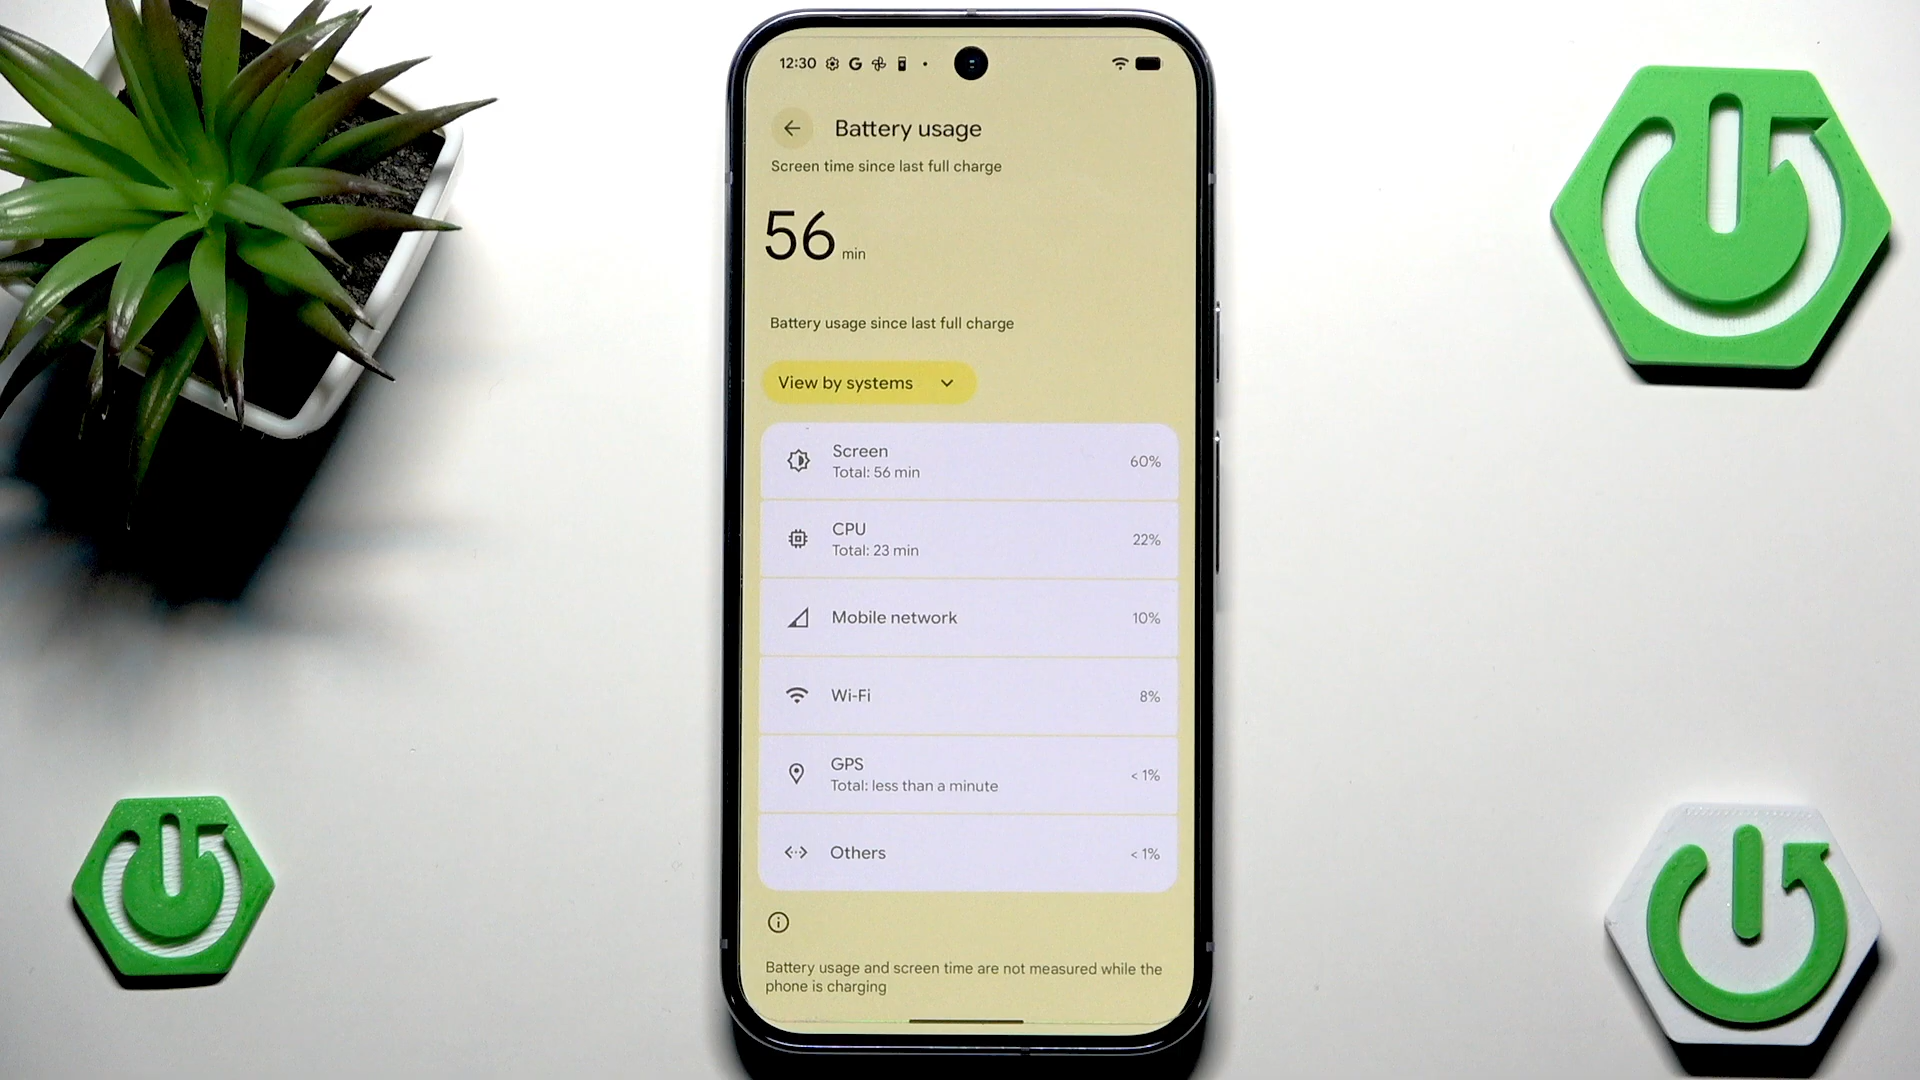 12:30
Battery usage
Screen time since last full charge
56 min
Battery usage since last full charge
View by systems
Screen
60%
Total: 56 min
CPU
22%
Total: 23 min
Mobile network
10%
Wi-Fi
8%
GPS
< 1%
Total: less than a minute
Others
< 1%
Battery usage and screen time are not measured while the
phone is charging